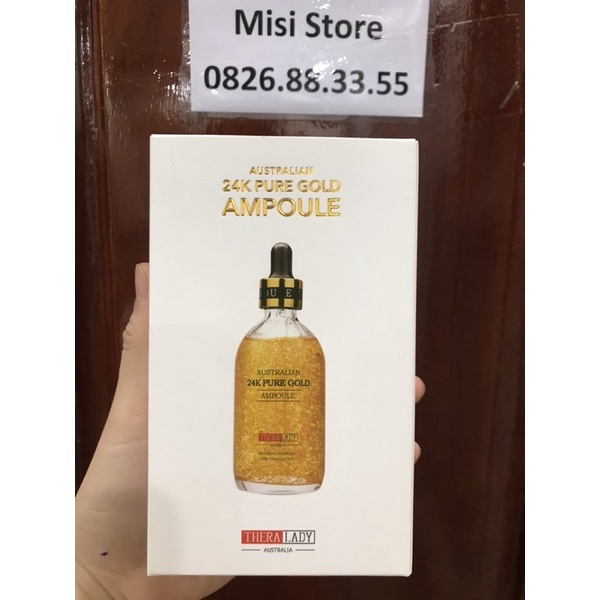 Misi Store
0826.88.33.55
AUSTRALIAN
24K PURE GOLD
AMPOULE
AUSTRALIAN
24K PURE GOLD
AMPOULE
THERA LADY
THERA LADY
AUSTRALIA